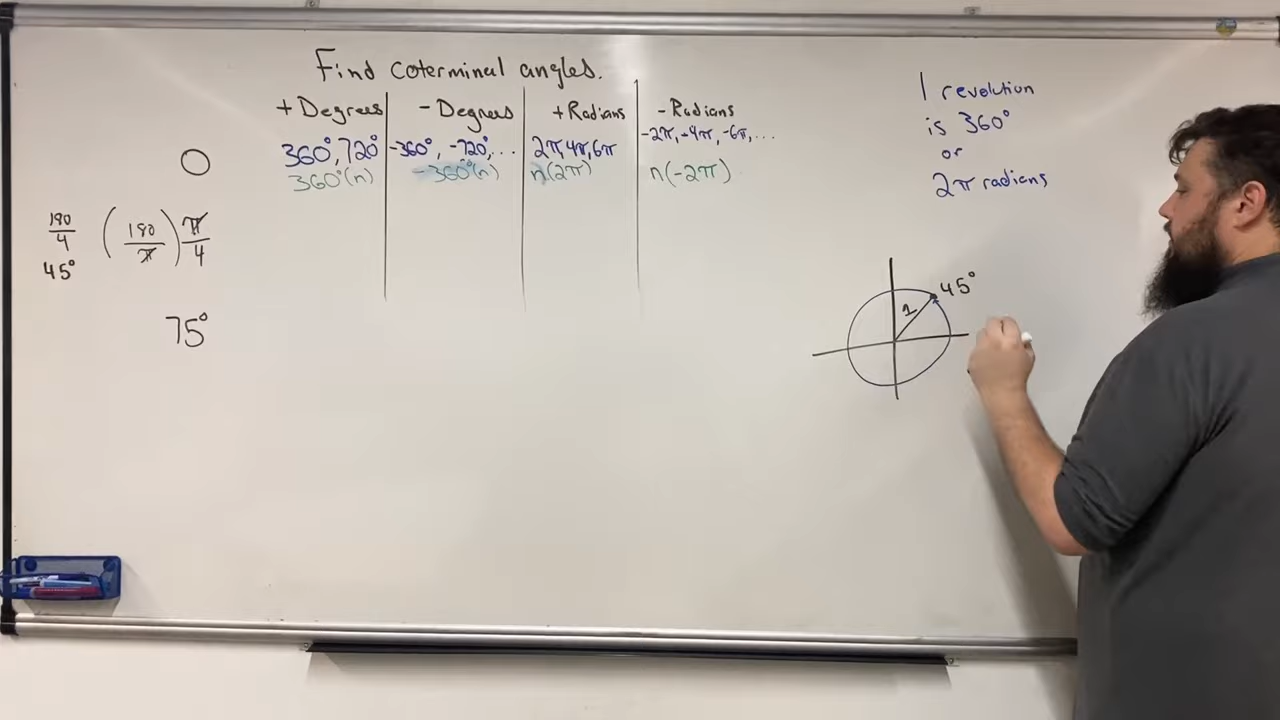 Find coterminal angles.
+ Degrees - Degrees + Radians - Radians
0 360°, 720° -360°, -720°, ... 2π, 4π, 6π -2π, -4π, -6π, ...
360°(n) -360°(n) n(2π) n(-2π)
180/4 (180/π) π/4
45°
75°
1 revolution
is 360°
or
2π radians
45°
1